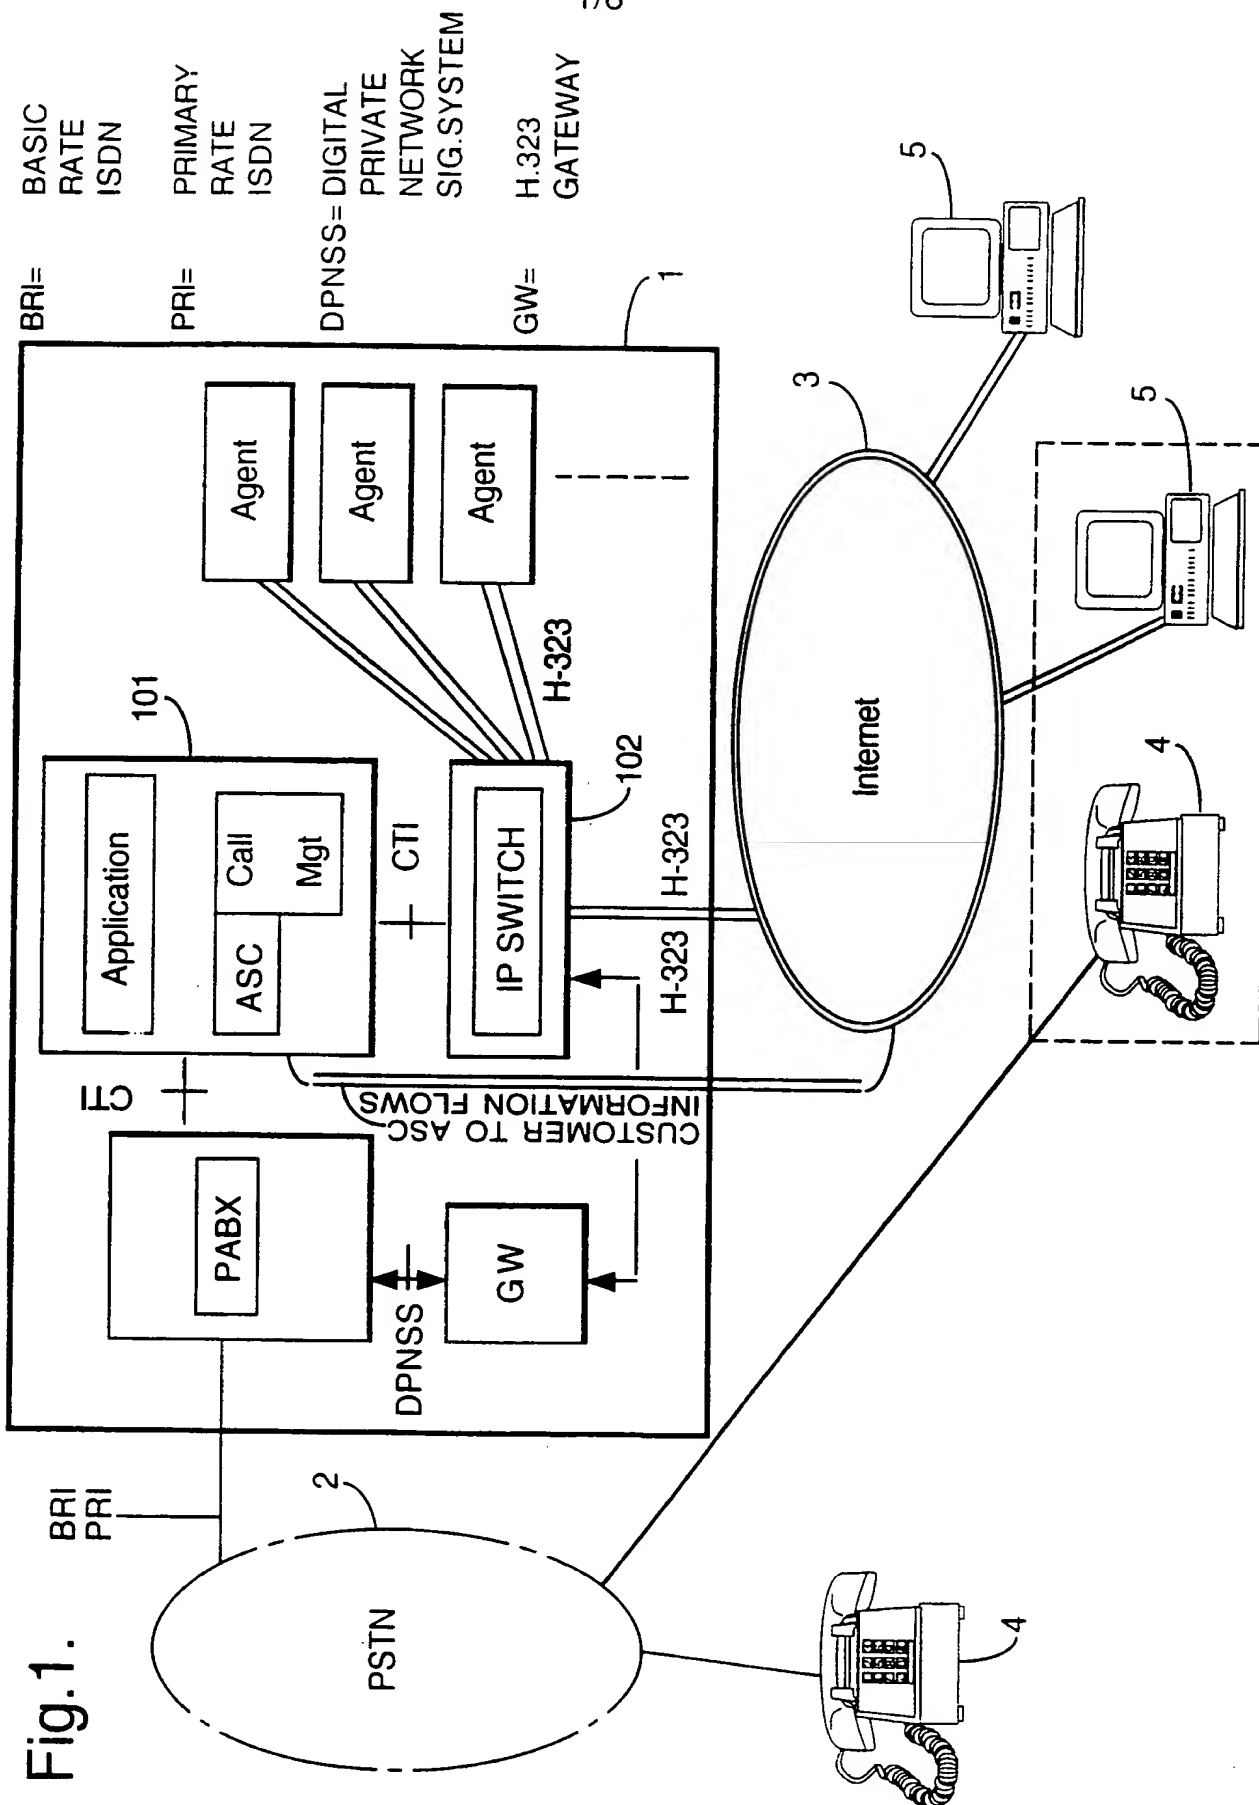 Fig.1.
BRI=
BASIC
RATE
ISDN
PRI=
PRIMARY
RATE
ISDN
DPNSS=
DIGITAL
PRIVATE
NETWORK
SIG.SYSTEM
GW=
H.323
GATEWAY
1
BRI
PRI
PSTN
2
PABX
CTI
DPNSS
GW
CUSTOMER TO ASC
INFORMATION FLOWS
Application
ASC
Call
Mgt
101
CTI
IP SWITCH
102
H-323
H-323
H-323
Agent
Agent
Agent
Internet
3
4
4
5
5